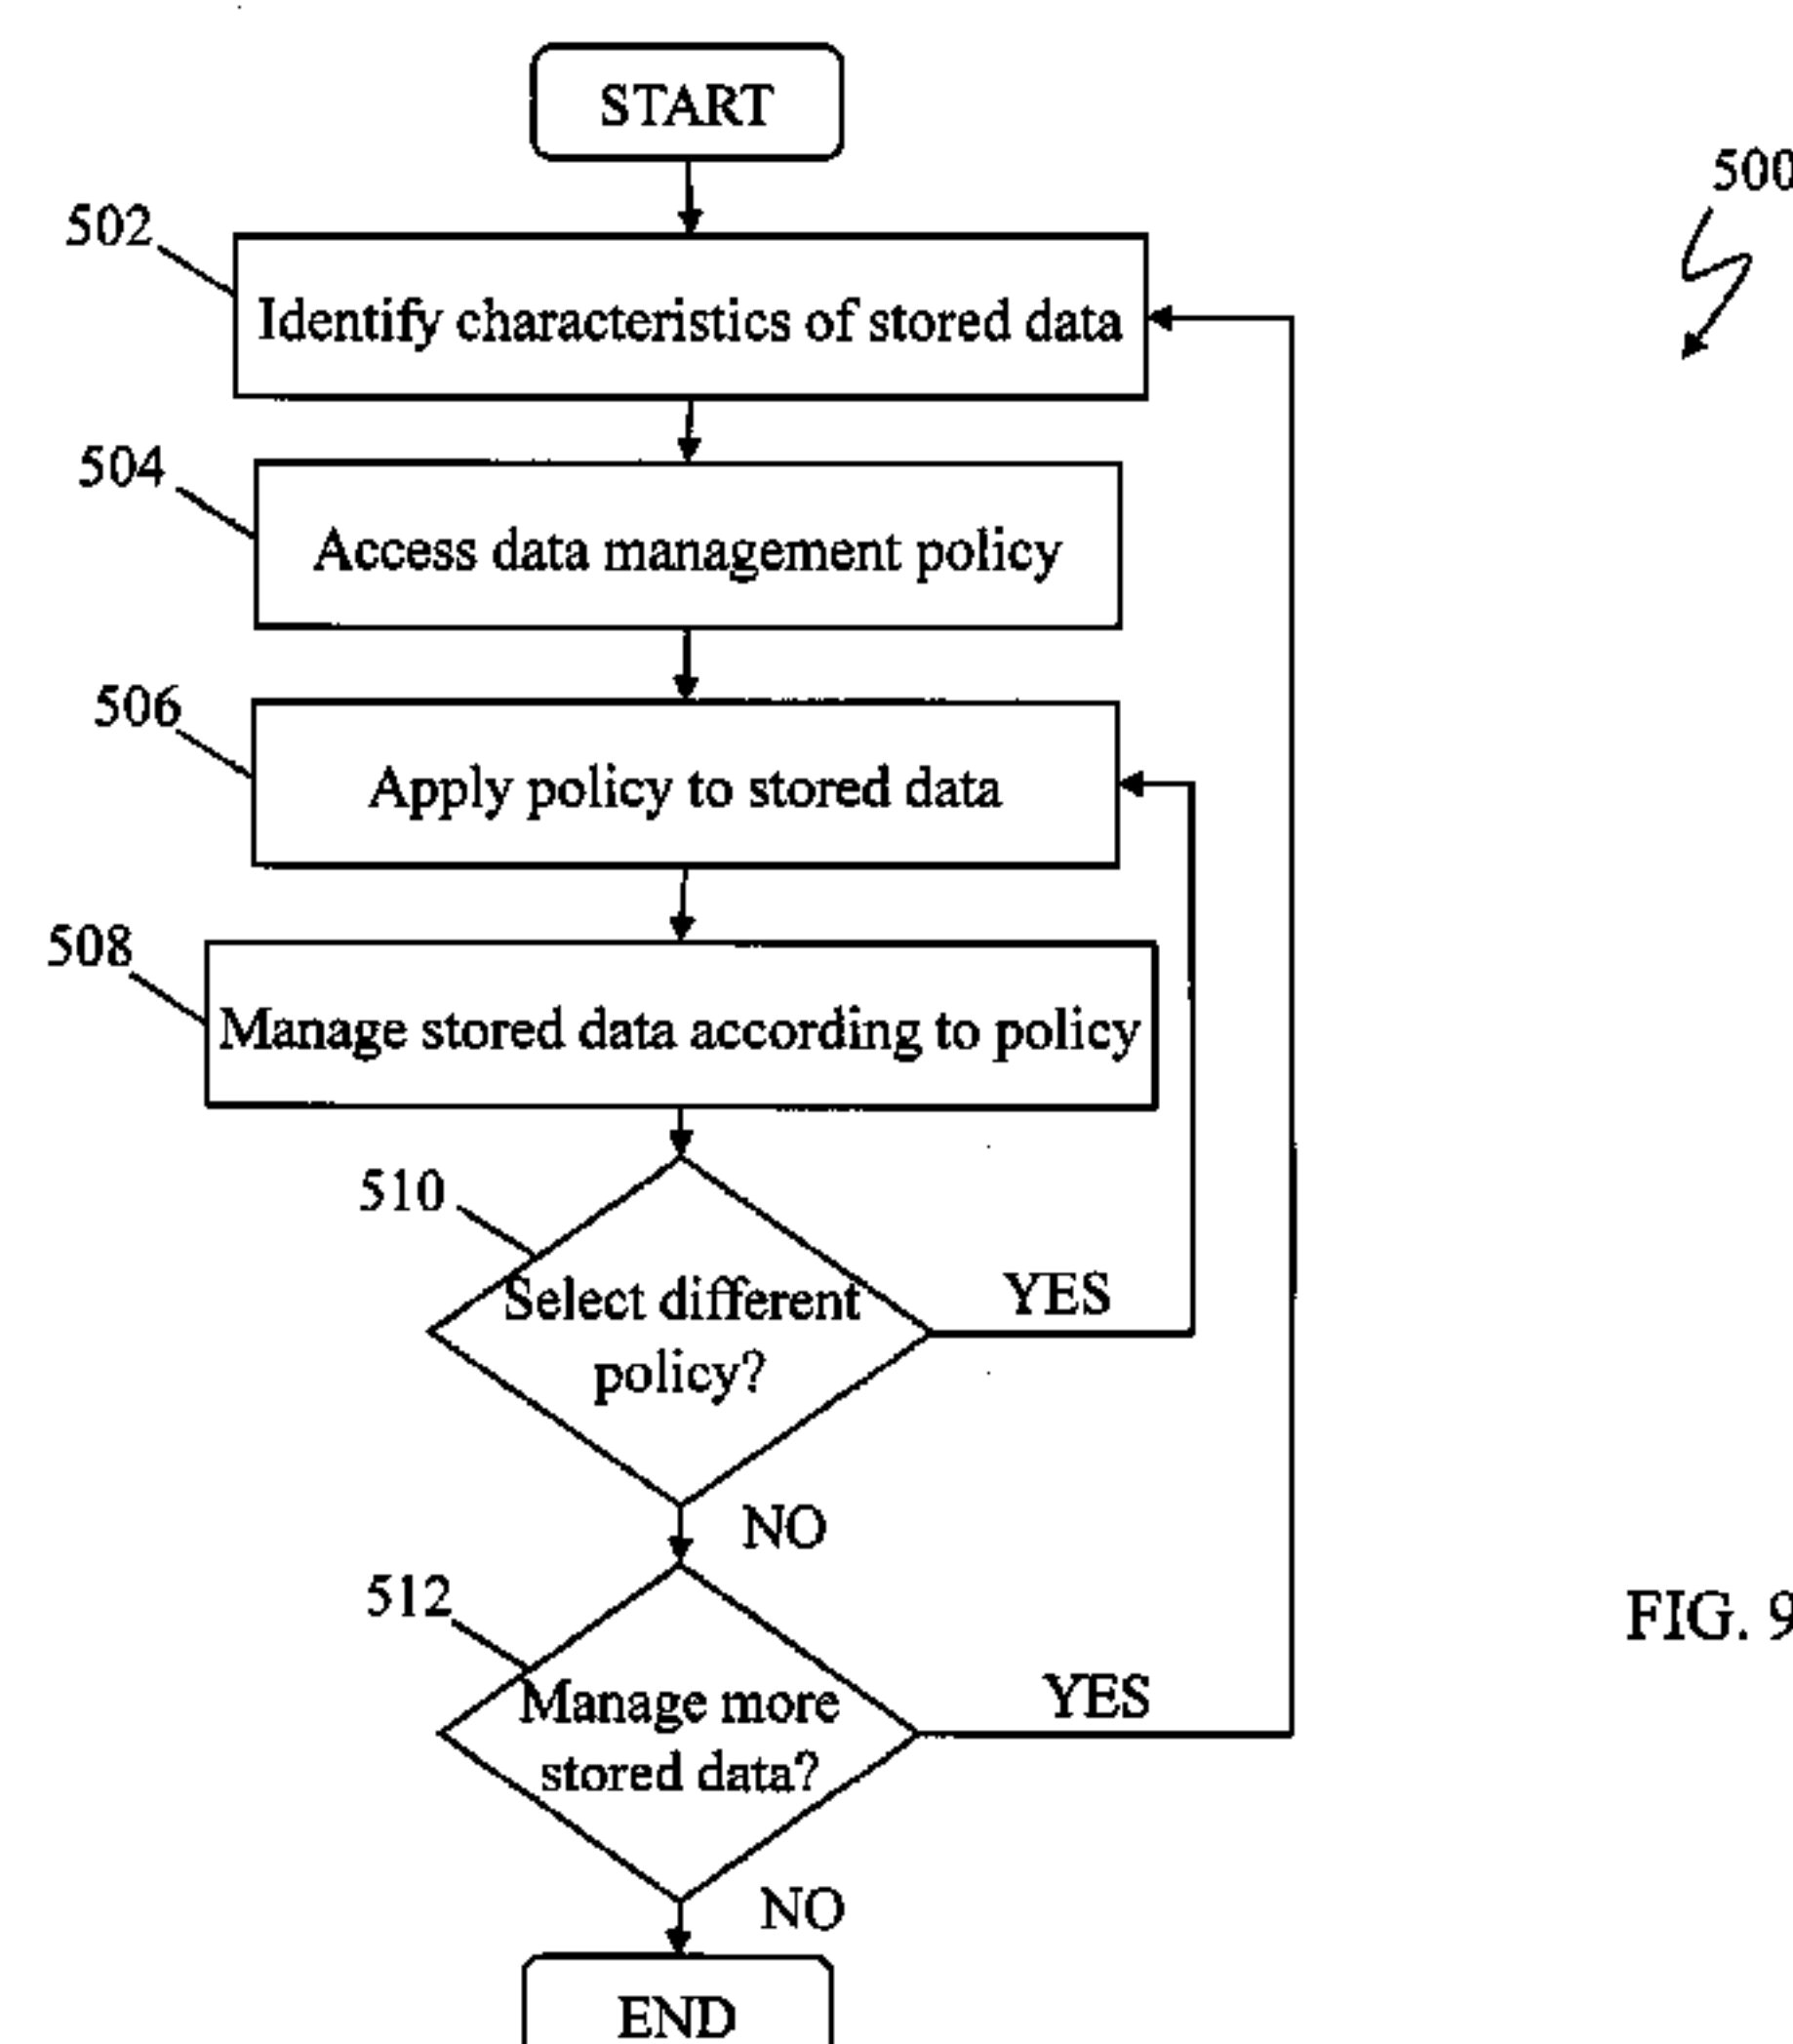 START
500
502
Identify characteristics of stored data
504
Access data management policy
506
Apply policy to stored data
508
Manage stored data according to policy
510
Select different
policy?
YES
NO
512
Manage more
stored data?
YES
NO
END
FIG. 9